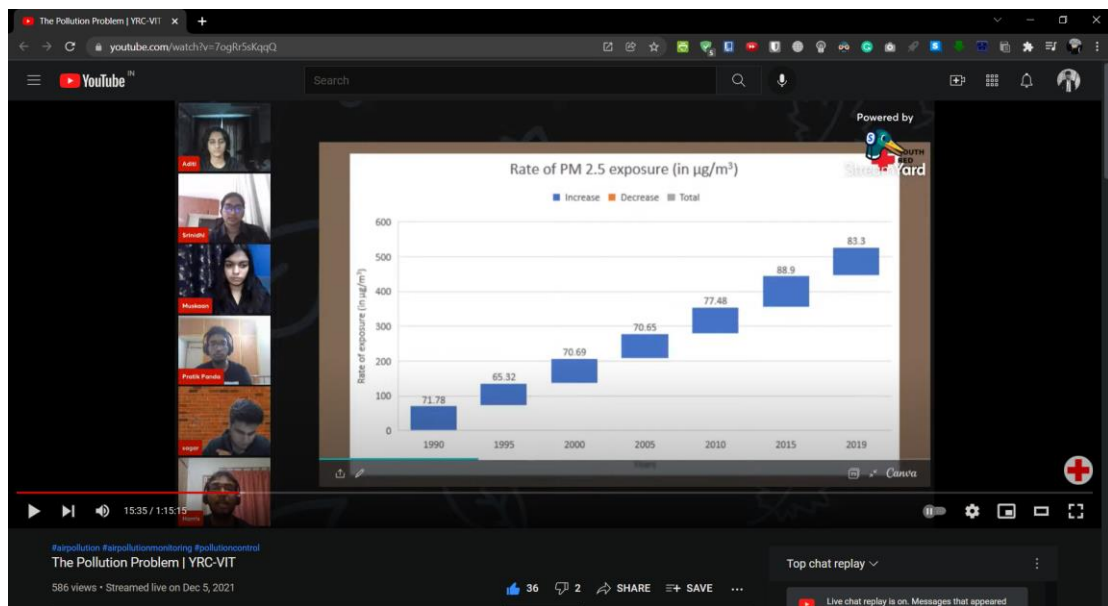 The Pollution Problem | YRC-VIT
youtube.com/watch?v=7ogRr5sKqqQ
YouTube IN
Search
Powered by
StreamYard
Aditi
Srinidhi
Muskaan
Pratik Panda
sagar
Harris
Rate of PM 2.5 exposure (in µg/m³)
Increase Decrease Total
Rate of exposure (in µg/m³)
600
500
400
300
200
100
0
71.78
65.32
70.69
70.65
77.48
88.9
83.3
1990 1995 2000 2005 2010 2015 2019
Years
Canva
15:35 / 1:15:15
#airpollution #airpollutionmonitoring #pollutioncontrol
The Pollution Problem | YRC-VIT
586 views • Streamed live on Dec 5, 2021
36 2 SHARE SAVE ...
Top chat replay
Live chat replay is on. Messages that appeared